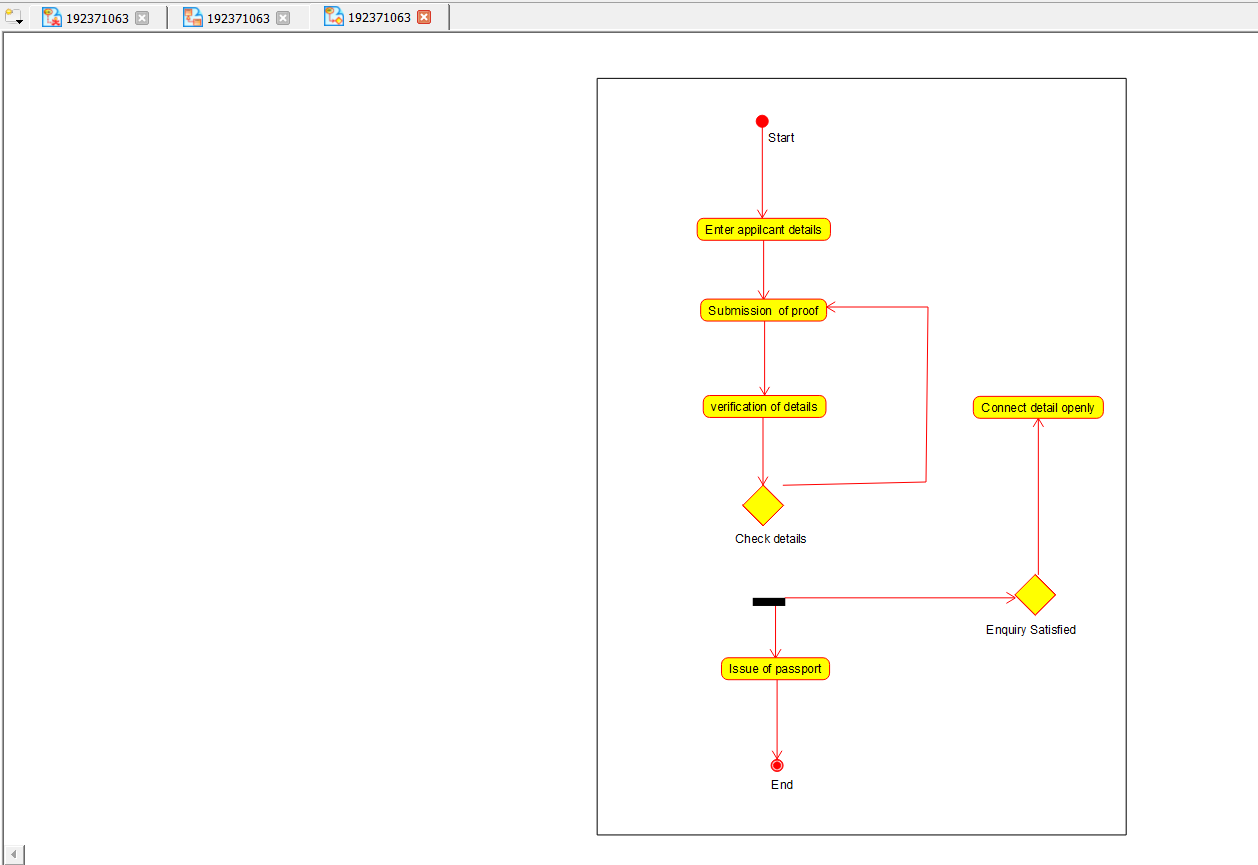 192371063
192371063
192371063
Start
Enter appilcant details
Submission of proof
verification of details
Connect detail openly
Check details
Enquiry Satisfied
Issue of passport
End